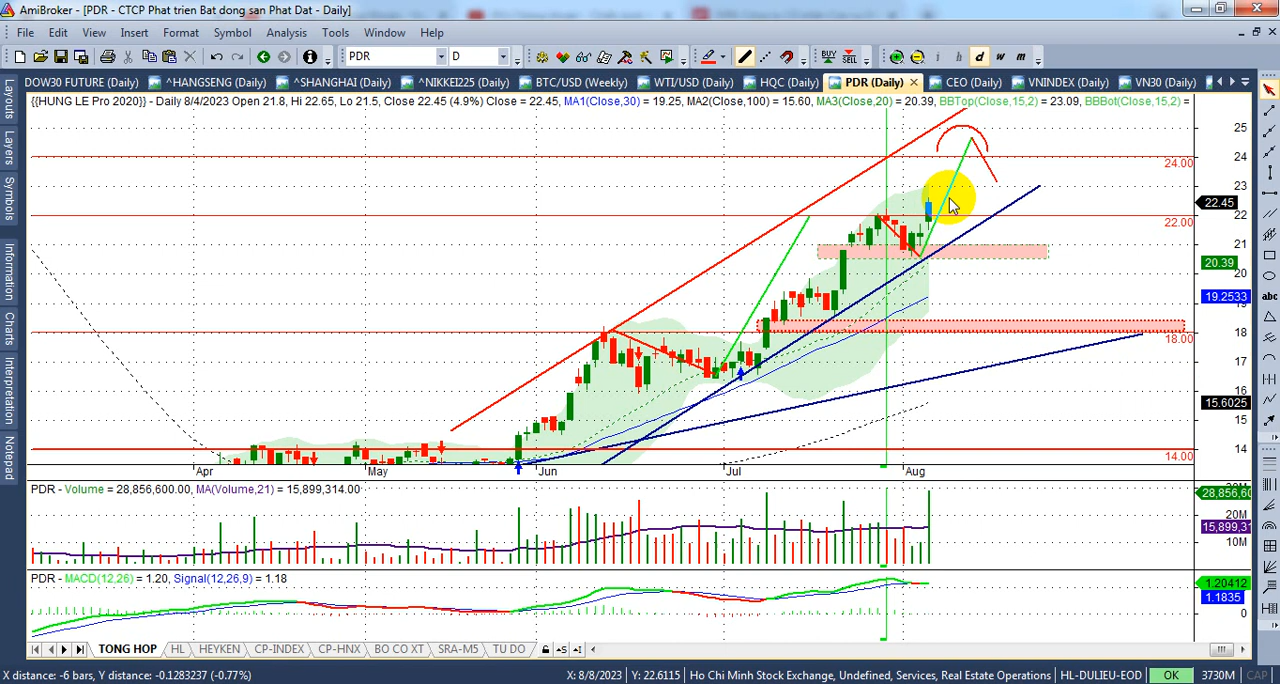 AmiBroker - [PDR - CTCP Phat trien Bat dong san Phat Dat - Daily]
File Edit View Insert Format Symbol Analysis Tools Window Help
PDR D BUY SELL i h d w m
Layouts
Layers
Symbols
Information
Charts
Interpretation
Notepad
DOW30 FUTURE (Daily) ^HANGSENG (Daily) ^SHANGHAI (Daily) ^NIKKEI225 (Daily) BTC/USD (Weekly) WTI/USD (Daily) HQC (Daily) PDR (Daily) CEO (Daily) VNINDEX (Daily) VN30 (Daily)
{{HUNG LE Pro 2020}} - Daily 8/4/2023 Open 21.8, Hi 22.65, Lo 21.5, Close 22.45 (4.9%) Close = 22.45, MA1(Close,30) = 19.25, MA2(Close,100) = 15.60, MA3(Close,20) = 20.39, BBTop(Close,15,2) = 23.09, BBBot(Close,15,2) =
25
24
24.00
23
22.45
22
22.00
21
20.39
20
19.2533
18
18.00
17
16
15.6025
15
14
14.00
Apr May Jun Jul Aug
PDR - Volume = 28,856,600.00, MA(Volume,21) = 15,899,314.00
28,856,60
20M
15,899,31
10M
PDR - MACD(12,26) = 1.20, Signal(12,26,9) = 1.18
1.20412
1.1835
0
abc
TONG HOP HL HEYKEN CP-INDEX CP-HNX BO CO XT SRA-M5 TU DO
X distance: -6 bars, Y distance: -0.1283237 (-0.77%) X: 8/8/2023 Y: 22.6115 Ho Chi Minh Stock Exchange, Undefined, Services, Real Estate Operations HL-DULIEU-EOD OK 3730M CAP